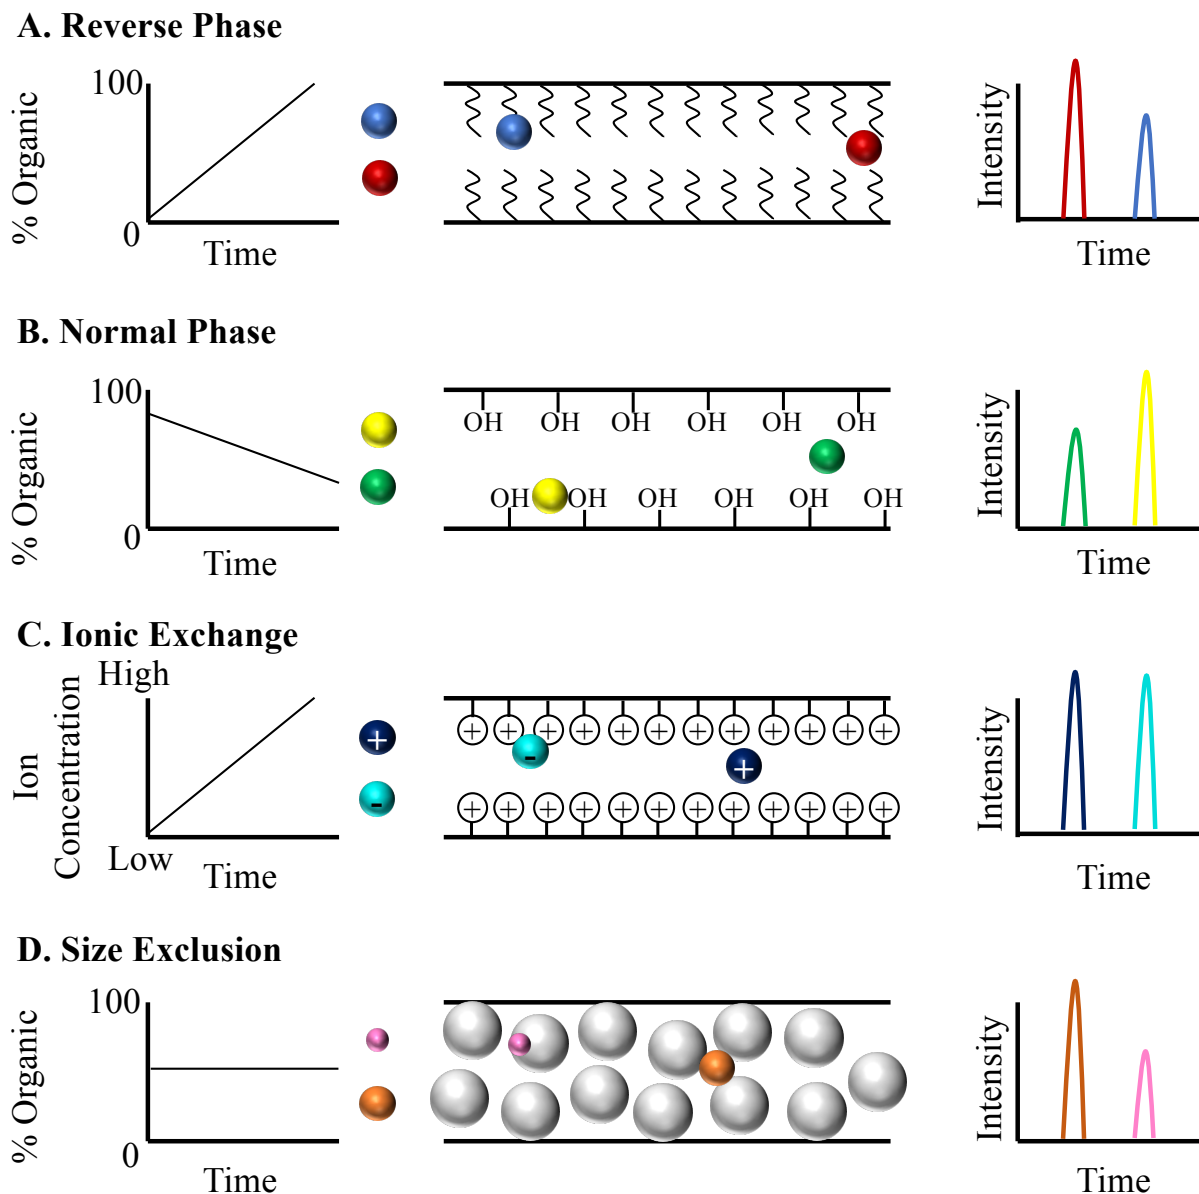 A. Reverse Phase
100
% Organic
0
Time
Intensity
Time
B. Normal Phase
100
% Organic
0
Time
OH OH OH OH OH OH
OH OH OH OH OH OH
Intensity
Time
C. Ionic Exchange
High
Ion
Concentration
Low
Time
+
-
+ + + + + + + + + + + +
- +
+ + + + + + + + + + + +
Intensity
Time
D. Size Exclusion
100
% Organic
0
Time
Intensity
Time